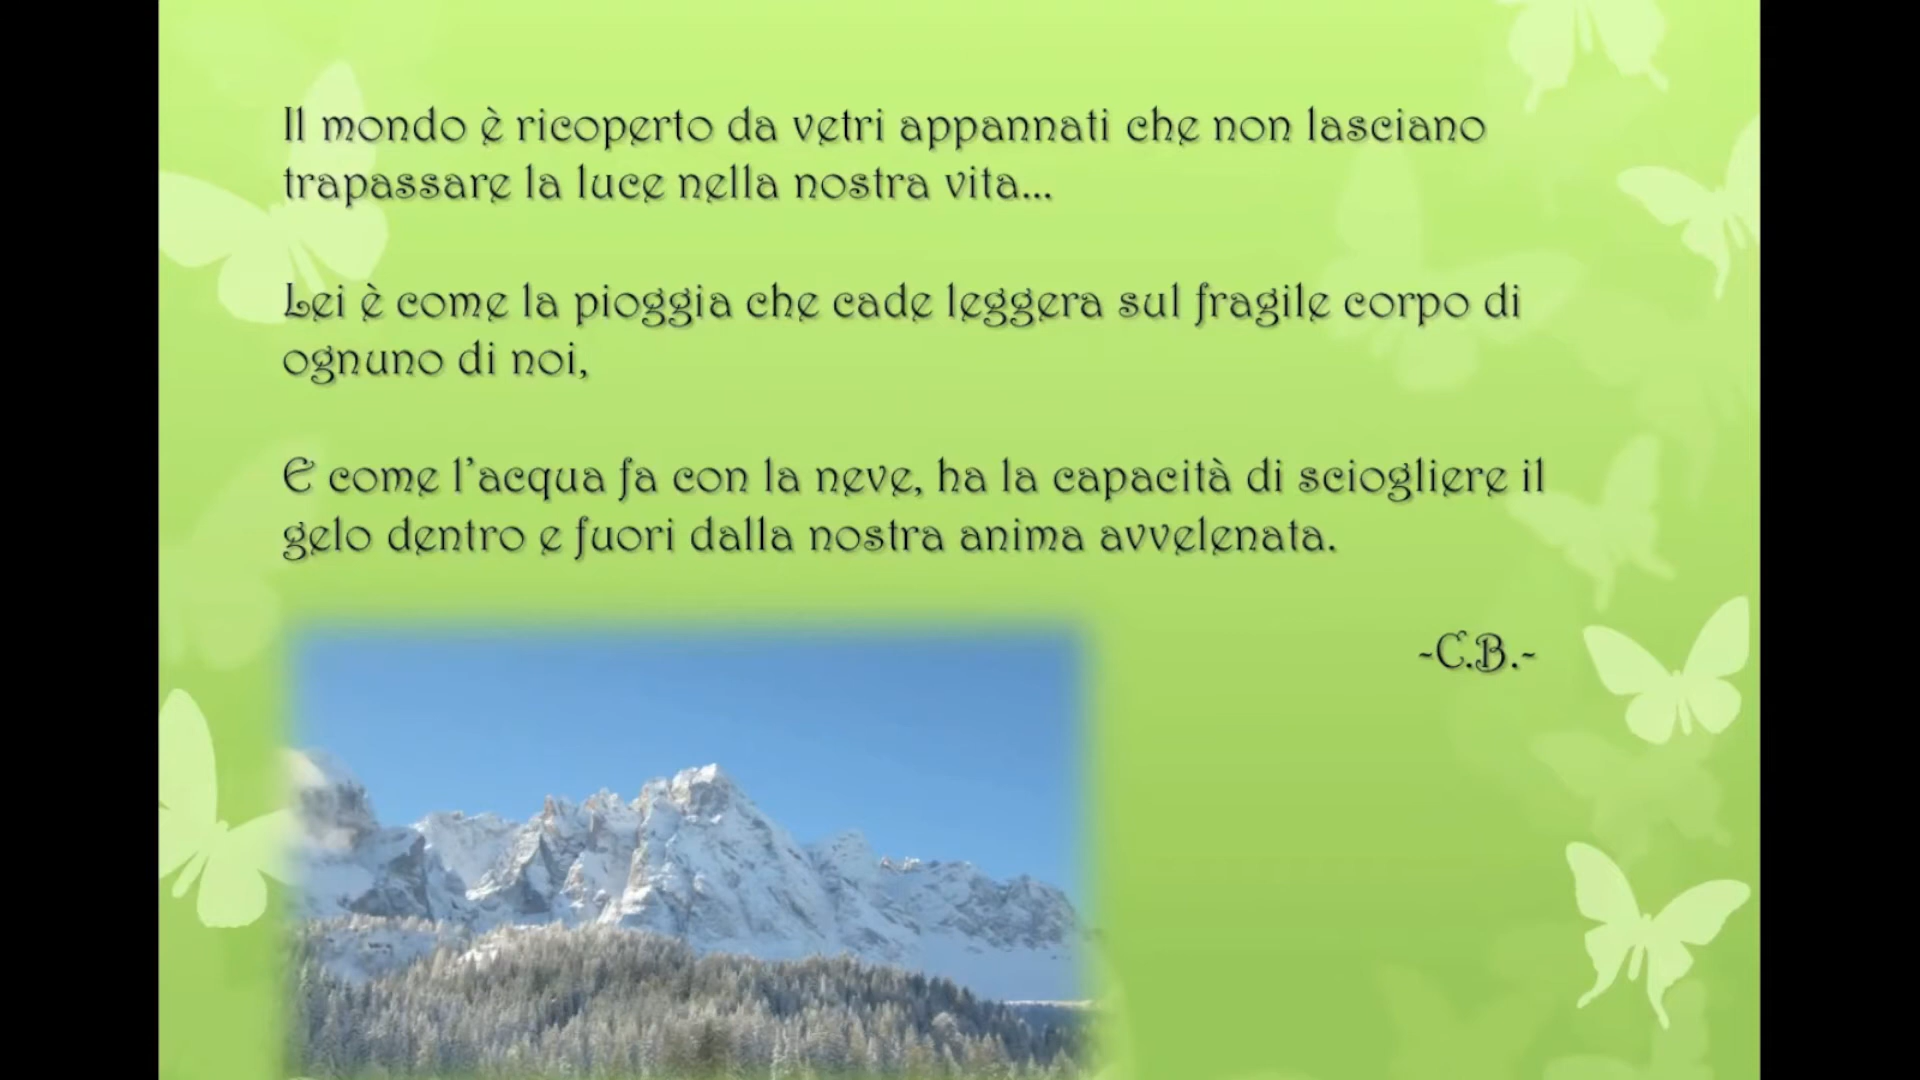 Il mondo è ricoperto da vetri appannati che non lasciano
trapassare la luce nella nostra vita...
Lei è come la pioggia che cade leggera sul fragile corpo di
ognuno di noi,
E come l’acqua fa con la neve, ha la capacità di sciogliere il
gelo dentro e fuori dalla nostra anima avvelenata.
-C.B.-